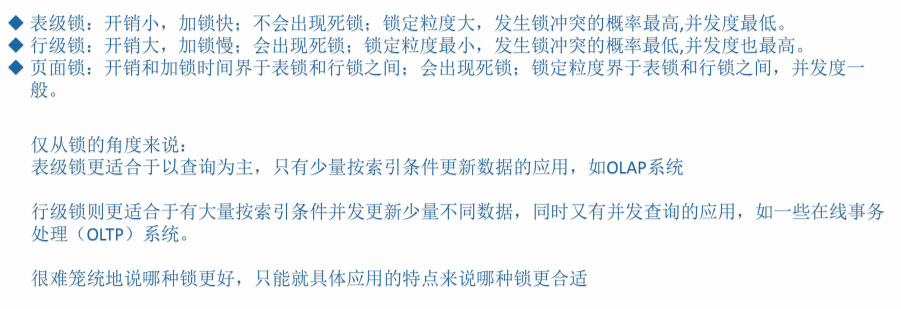 ◆ 表级锁：开销小，加锁快；不会出现死锁；锁定粒度大，发生锁冲突的概率最高,并发度最低。
◆ 行级锁：开销大，加锁慢；会出现死锁；锁定粒度最小，发生锁冲突的概率最低,并发度也最高。
◆ 页面锁：开销和加锁时间界于表锁和行锁之间；会出现死锁；锁定粒度界于表锁和行锁之间，并发度一
般。
仅从锁的角度来说：
表级锁更适合于以查询为主，只有少量按索引条件更新数据的应用，如OLAP系统
行级锁则更适合于有大量按索引条件并发更新少量不同数据，同时又有并发查询的应用，如一些在线事务
处理（OLTP）系统。
很难笼统地说哪种锁更好，只能就具体应用的特点来说哪种锁更合适